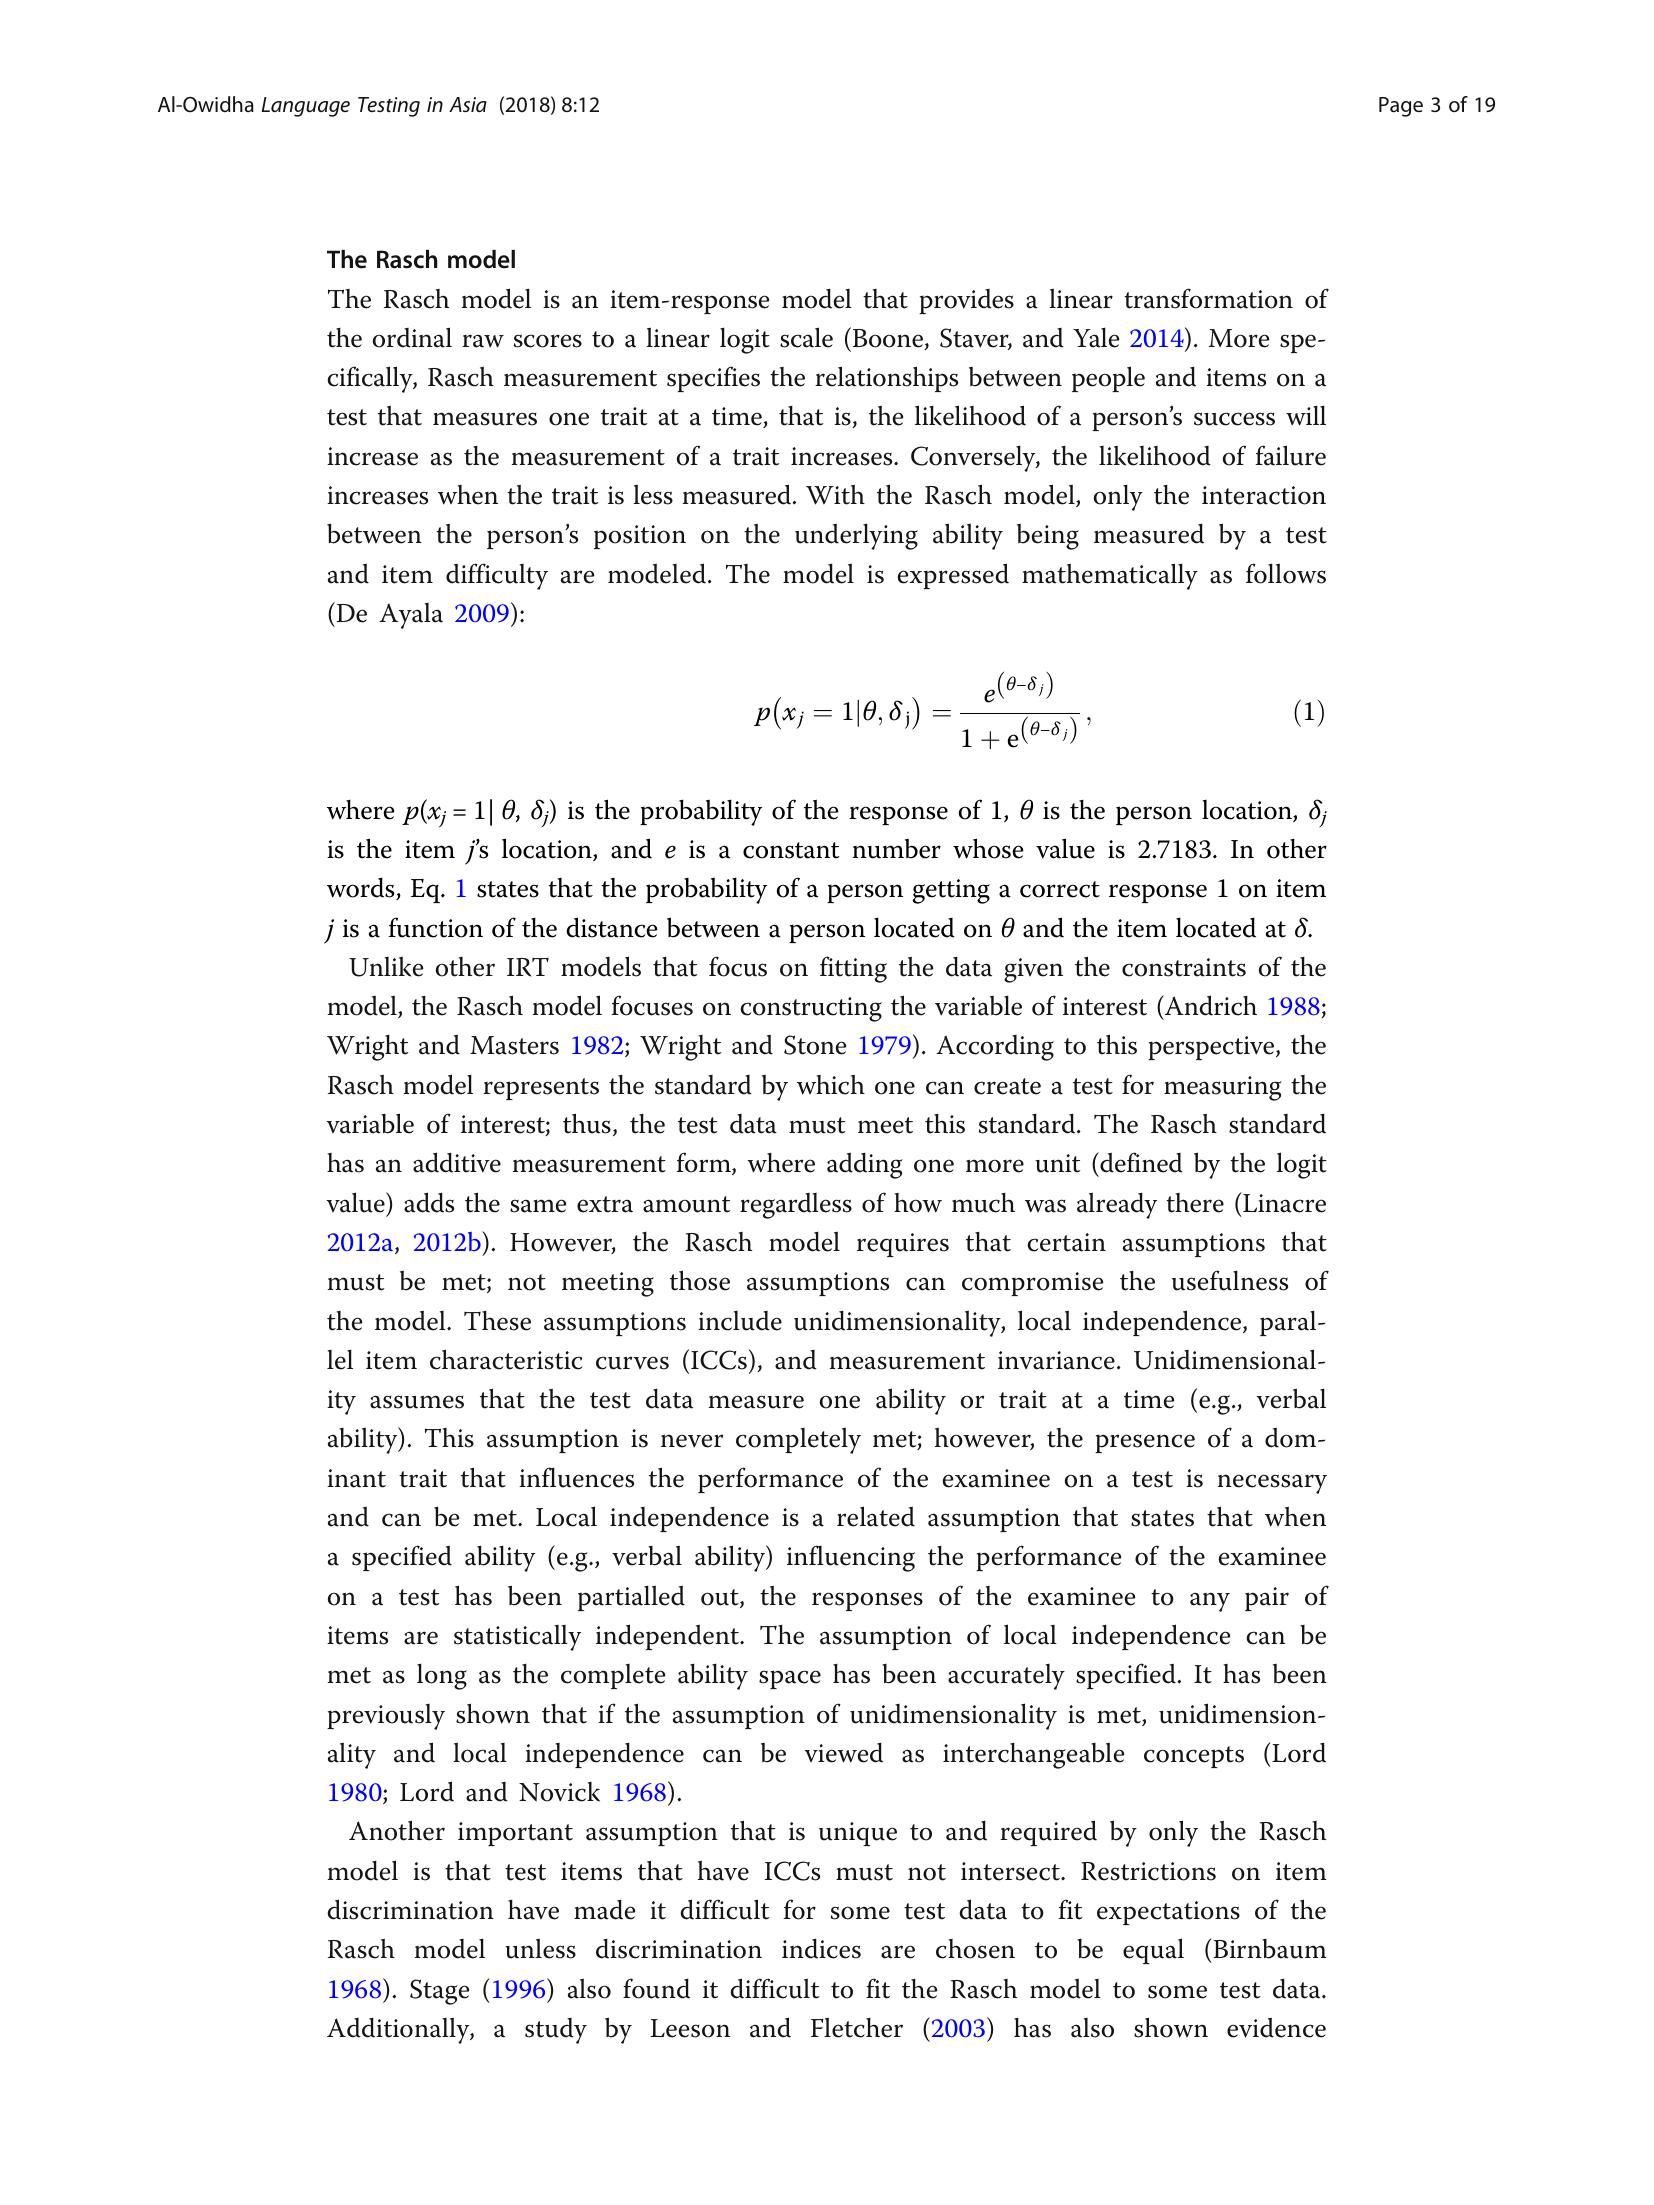 Al-Owidha Language Testing in Asia (2018) 8:12
Page 3 of 19
The Rasch model
The Rasch model is an item-response model that provides a linear transformation of
the ordinal raw scores to a linear logit scale (Boone, Staver, and Yale 2014). More spe-
cifically, Rasch measurement specifies the relationships between people and items on a
test that measures one trait at a time, that is, the likelihood of a person’s success will
increase as the measurement of a trait increases. Conversely, the likelihood of failure
increases when the trait is less measured. With the Rasch model, only the interaction
between the person’s position on the underlying ability being measured by a test
and item difficulty are modeled. The model is expressed mathematically as follows
(De Ayala 2009):
p(x_j = 1|θ, δ_j) = e^(θ–δ_j) / 1 + e^(θ–δ_j), (1)
where p(x_j = 1| θ, δ_j) is the probability of the response of 1, θ is the person location, δ_j
is the item j’s location, and e is a constant number whose value is 2.7183. In other
words, Eq. 1 states that the probability of a person getting a correct response 1 on item
j is a function of the distance between a person located on θ and the item located at δ.
Unlike other IRT models that focus on fitting the data given the constraints of the
model, the Rasch model focuses on constructing the variable of interest (Andrich 1988;
Wright and Masters 1982; Wright and Stone 1979). According to this perspective, the
Rasch model represents the standard by which one can create a test for measuring the
variable of interest; thus, the test data must meet this standard. The Rasch standard
has an additive measurement form, where adding one more unit (defined by the logit
value) adds the same extra amount regardless of how much was already there (Linacre
2012a, 2012b). However, the Rasch model requires that certain assumptions that
must be met; not meeting those assumptions can compromise the usefulness of
the model. These assumptions include unidimensionality, local independence, paral-
lel item characteristic curves (ICCs), and measurement invariance. Unidimensional-
ity assumes that the test data measure one ability or trait at a time (e.g., verbal
ability). This assumption is never completely met; however, the presence of a dom-
inant trait that influences the performance of the examinee on a test is necessary
and can be met. Local independence is a related assumption that states that when
a specified ability (e.g., verbal ability) influencing the performance of the examinee
on a test has been partialled out, the responses of the examinee to any pair of
items are statistically independent. The assumption of local independence can be
met as long as the complete ability space has been accurately specified. It has been
previously shown that if the assumption of unidimensionality is met, unidimension-
ality and local independence can be viewed as interchangeable concepts (Lord
1980; Lord and Novick 1968).
Another important assumption that is unique to and required by only the Rasch
model is that test items that have ICCs must not intersect. Restrictions on item
discrimination have made it difficult for some test data to fit expectations of the
Rasch model unless discrimination indices are chosen to be equal (Birnbaum
1968). Stage (1996) also found it difficult to fit the Rasch model to some test data.
Additionally, a study by Leeson and Fletcher (2003) has also shown evidence